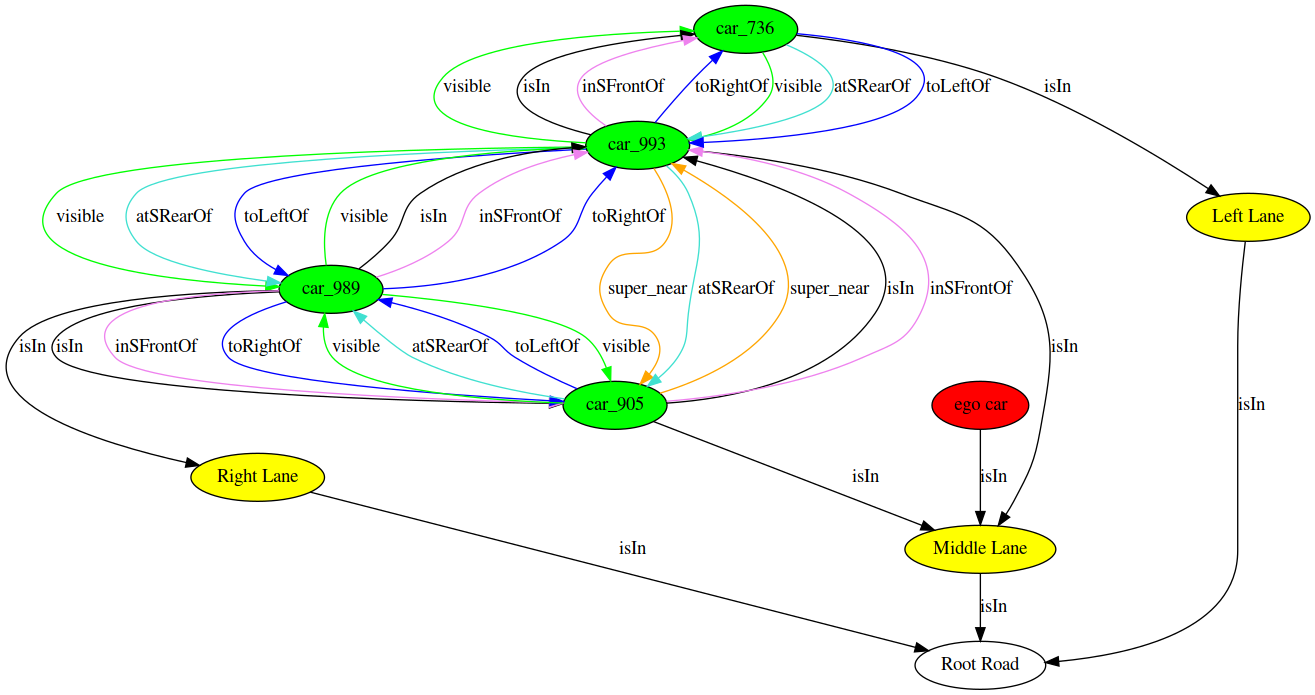 car_736
visible
isIn
inSFrontOf
toRightOf
visible
atSRearOf
toLeftOf
isIn
car_993
visible
atSRearOf
toLeftOf
visible
isIn
inSFrontOf
toRightOf
Left Lane
car_989
super_near
atSRearOf
super_near
isIn
inSFrontOf
isIn
isIn
inSFrontOf
toRightOf
visible
atSRearOf
toLeftOf
visible
isIn
car_905
ego car
isIn
Right Lane
isIn
isIn
isIn
Middle Lane
isIn
Root Road